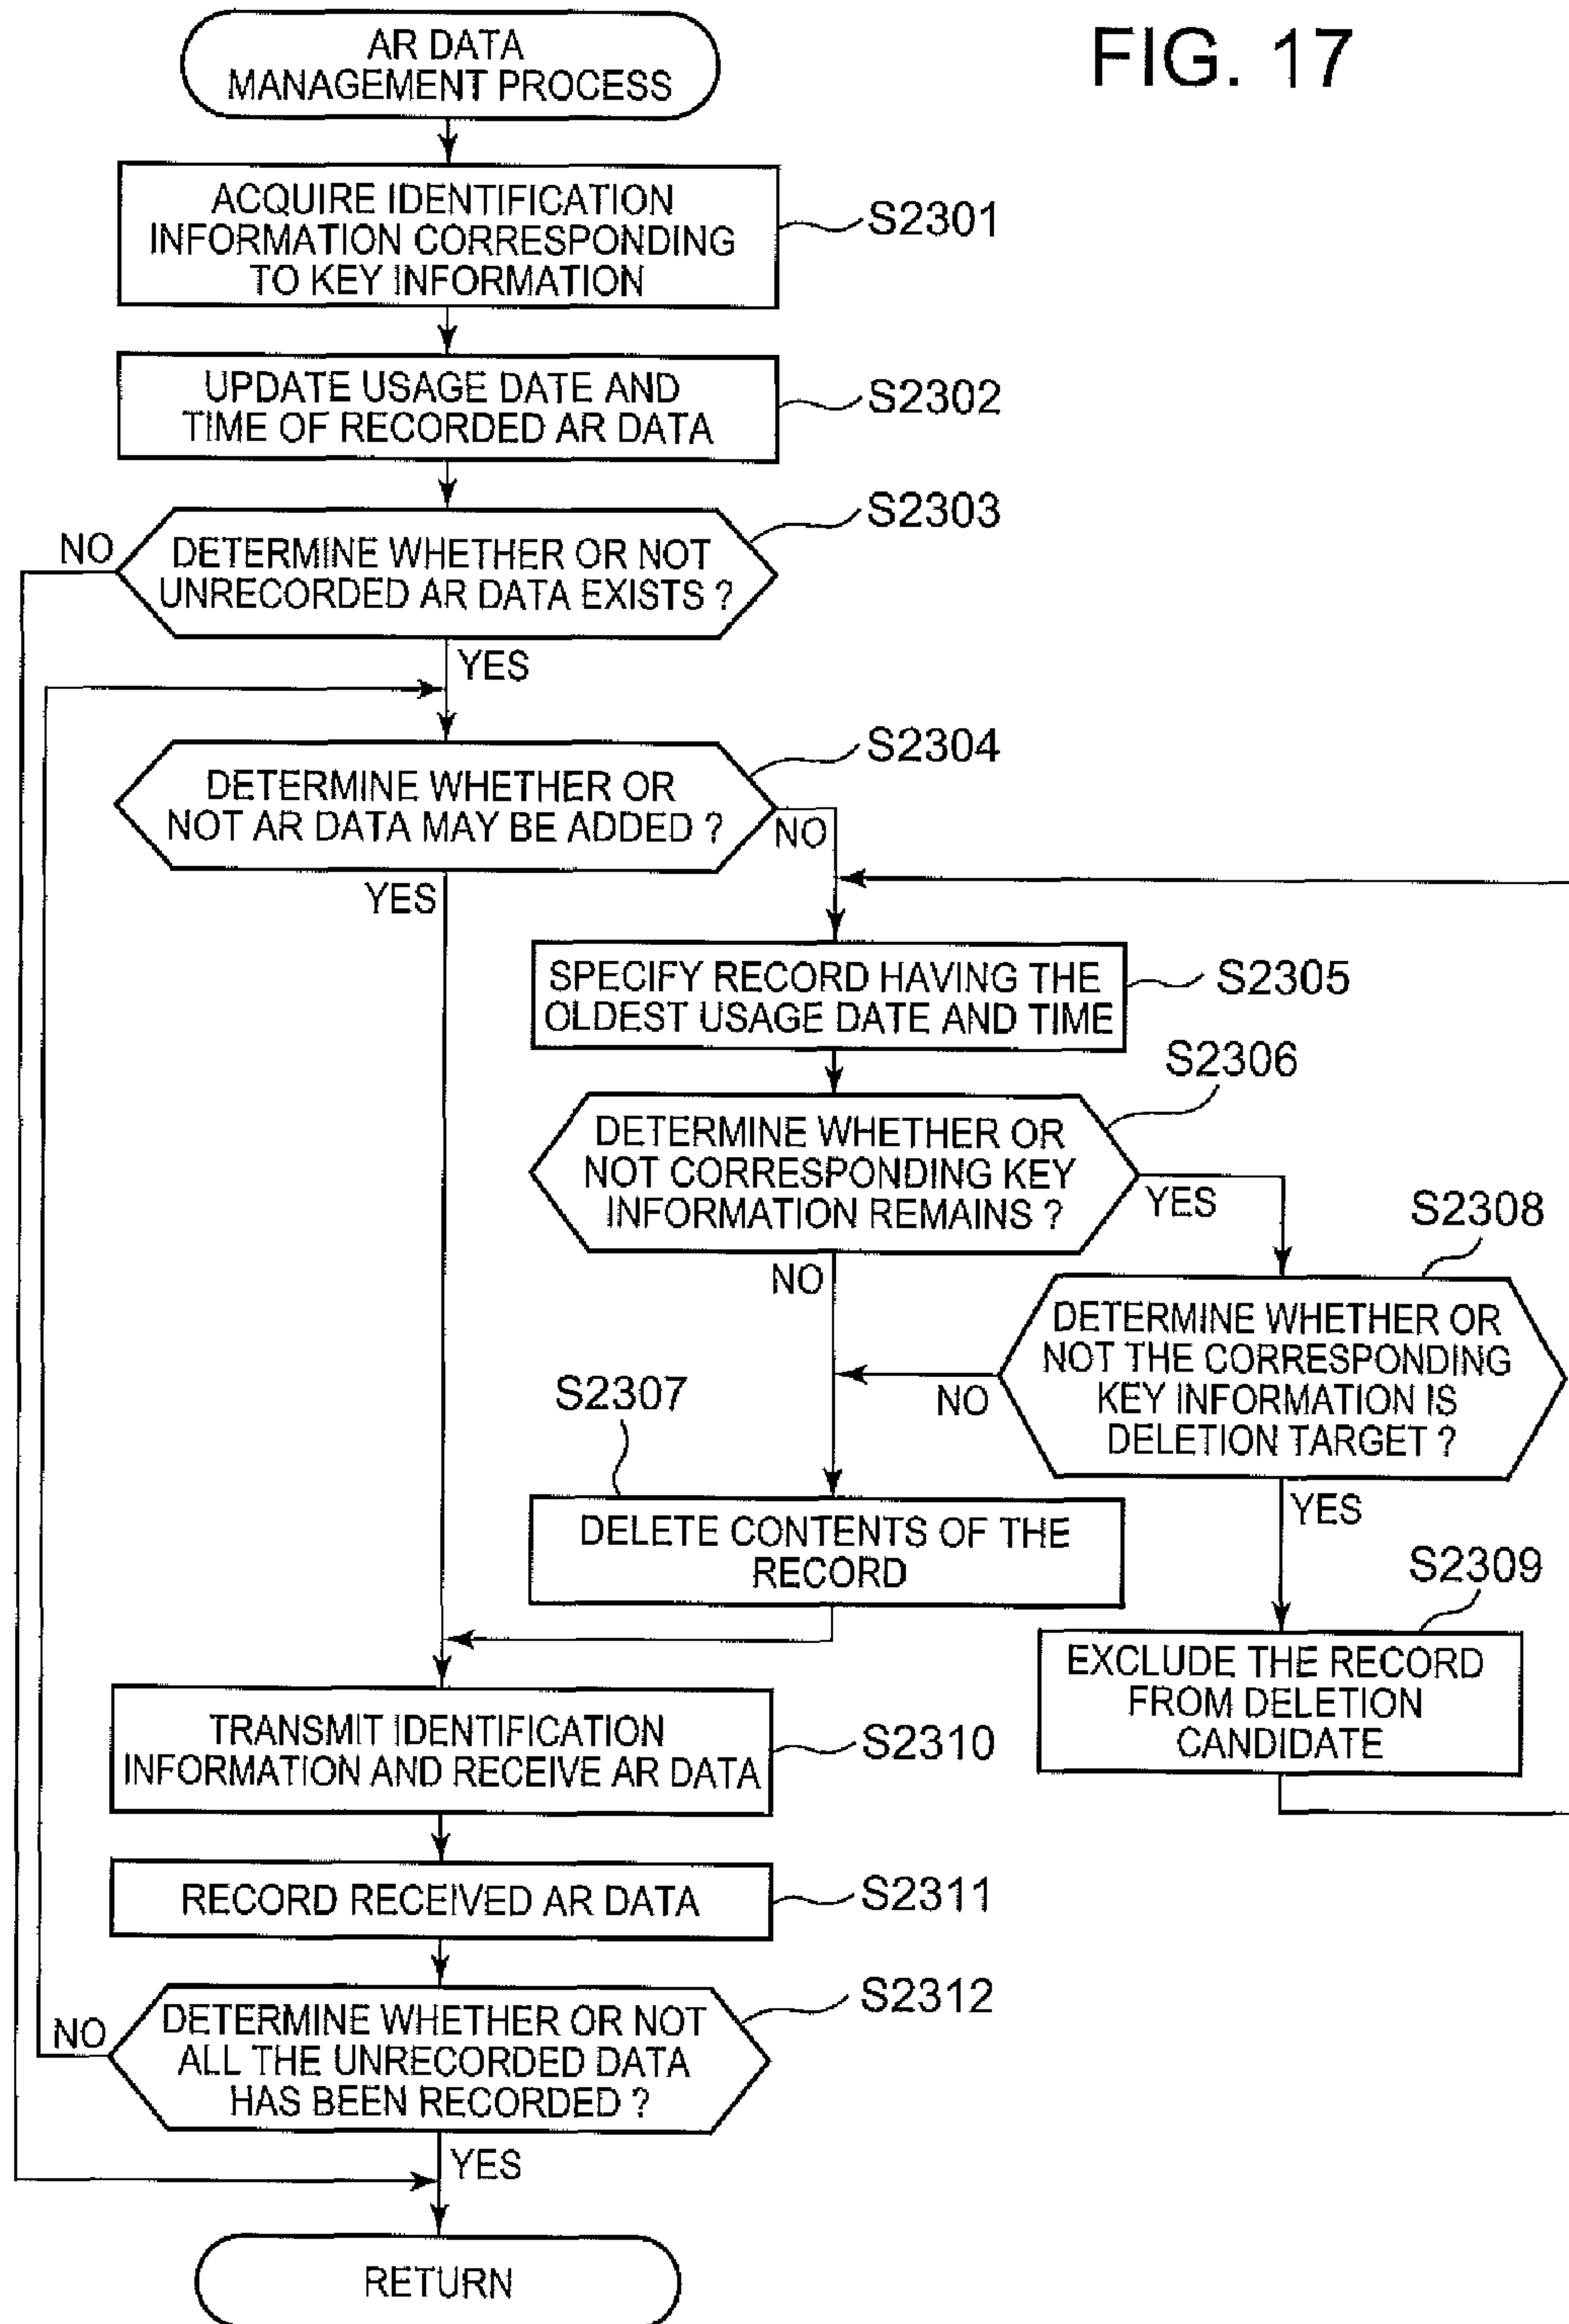 FIG. 17
AR DATA
MANAGEMENT PROCESS
ACQUIRE IDENTIFICATION
INFORMATION CORRESPONDING
TO KEY INFORMATION
S2301
UPDATE USAGE DATE AND
TIME OF RECORDED AR DATA
S2302
S2303
NO
DETERMINE WHETHER OR NOT
UNRECORDED AR DATA EXISTS ?
YES
S2304
DETERMINE WHETHER OR
NOT AR DATA MAY BE ADDED ?
NO
YES
SPECIFY RECORD HAVING THE
OLDEST USAGE DATE AND TIME
S2305
S2306
DETERMINE WHETHER OR
NOT CORRESPONDING KEY
INFORMATION REMAINS ?
YES
NO
S2308
DETERMINE WHETHER OR
NOT THE CORRESPONDING
KEY INFORMATION IS
DELETION TARGET ?
NO
YES
S2307
DELETE CONTENTS OF THE
RECORD
S2309
EXCLUDE THE RECORD
FROM DELETION
CANDIDATE
TRANSMIT IDENTIFICATION
INFORMATION AND RECEIVE AR DATA
S2310
RECORD RECEIVED AR DATA
S2311
S2312
NO
DETERMINE WHETHER OR NOT
ALL THE UNRECORDED DATA
HAS BEEN RECORDED ?
YES
RETURN